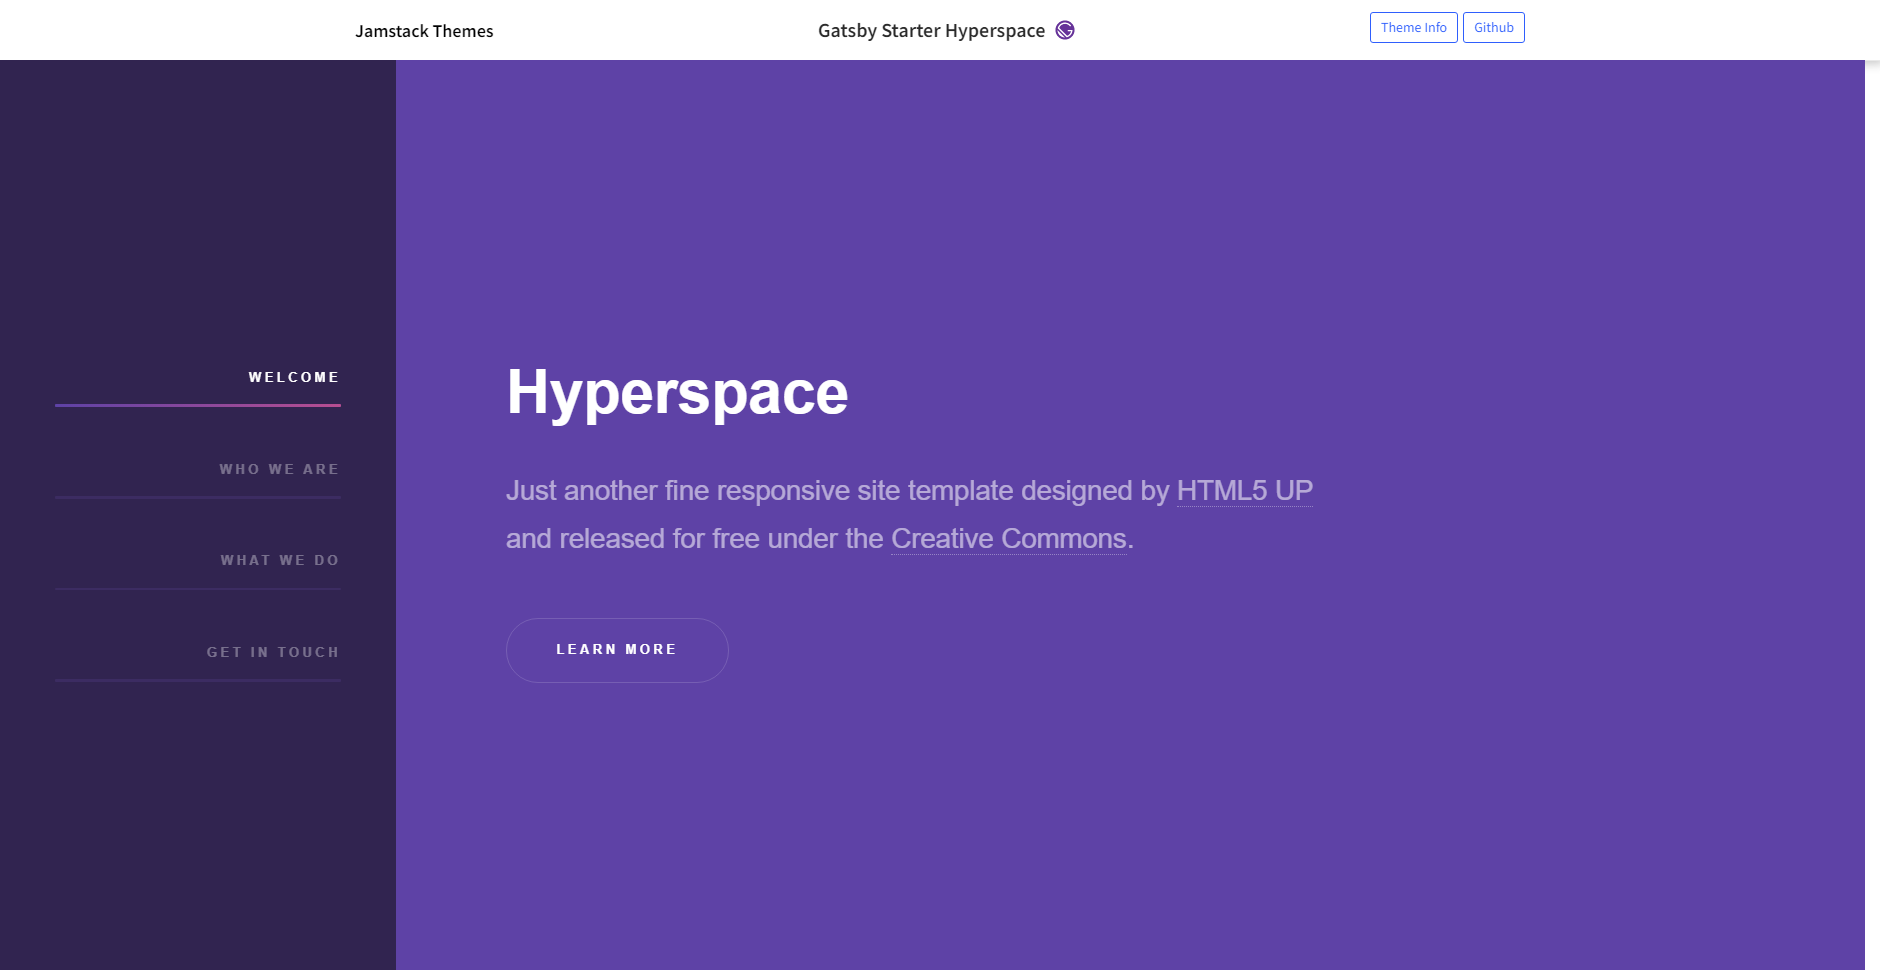 Jamstack Themes
Gatsby Starter Hyperspace
Theme Info
Github
WELCOME
WHO WE ARE
WHAT WE DO
GET IN TOUCH
Hyperspace
Just another fine responsive site template designed by HTML5 UP
and released for free under the Creative Commons.
LEARN MORE